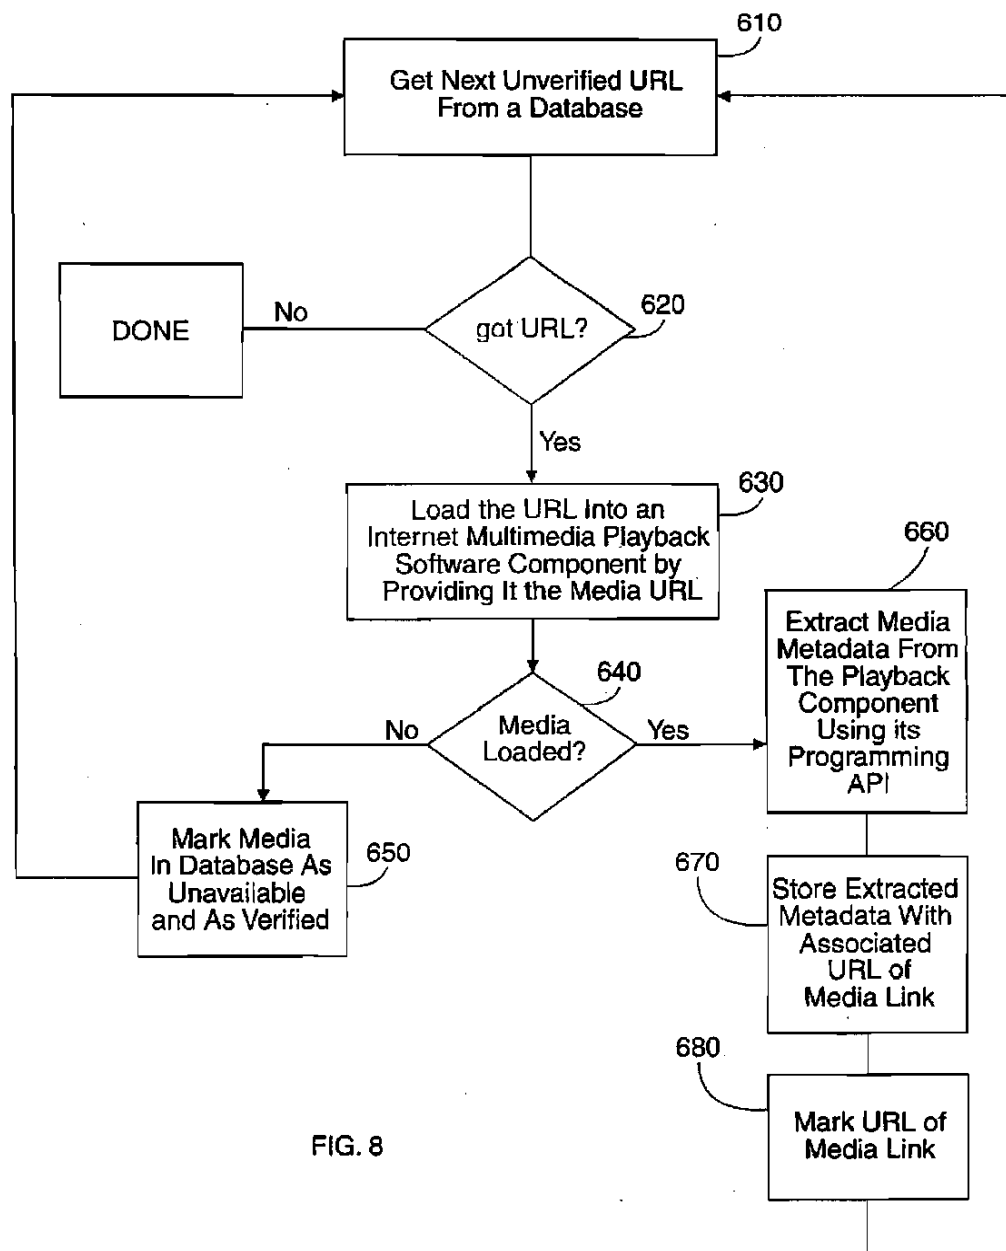 610
Get Next Unverified URL
From a Database
DONE
No
got URL?
620
Yes
630
Load the URL Into an
Internet Multimedia Playback
Software Component by
Providing It the Media URL
660
Extract Media
Metadata From
The Playback
Component
Using its
Programming
API
640
No
Media
Loaded?
Yes
Mark Media
In Database As
Unavailable
and As Verified
650
670
Store Extracted
Metadata With
Associated
URL of
Media Link
680
Mark URL of
Media Link
FIG. 8